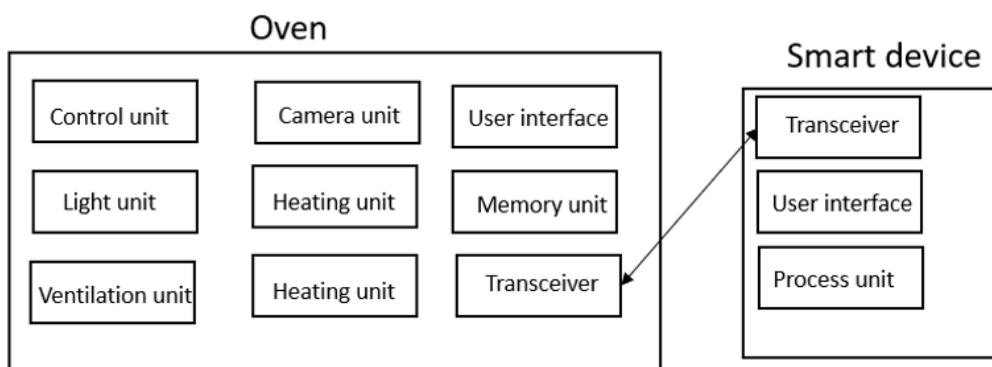 Oven
Smart device
Control unit
Camera unit
User interface
Light unit
Heating unit
Memory unit
Ventilation unit
Heating unit
Transceiver
Transceiver
User interface
Process unit